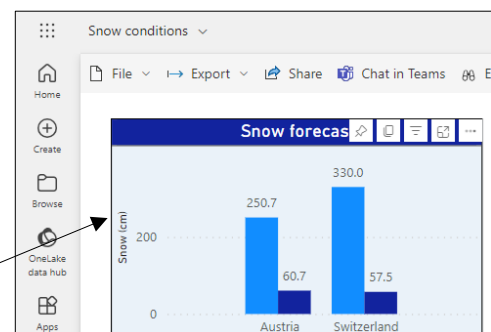 Snow conditions
File
Export
Share
Chat in Teams
Home
Create
Browse
OneLake
data hub
Apps
Snow forecas
330.0
250.7
Snow (cm)
200
60.7
57.5
0
Austria
Switzerland